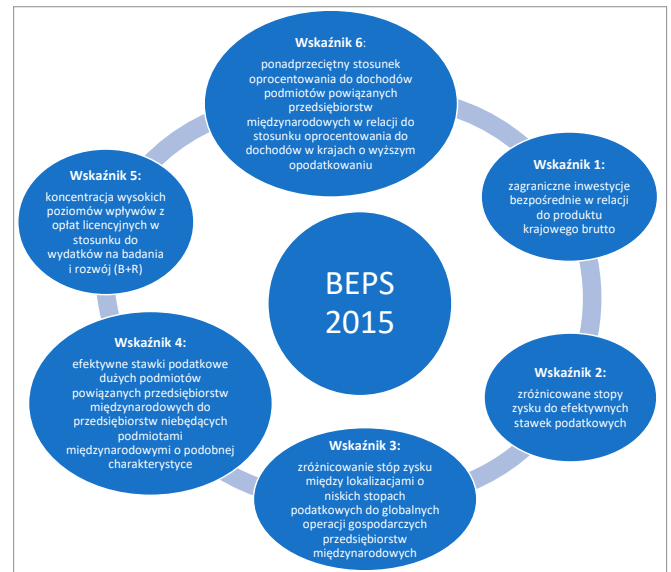 Wskaźnik 6:
ponadprzeciętny stosunek
oprocentowania do dochodów
podmiotów powiązanych
przedsiębiorstw
międzynarodowych w relacji do
stosunku oprocentowania do
dochodów w krajach o wyższym
opodatkowaniu
Wskaźnik 1:
zagraniczne inwestycje
bezpośrednie w relacji
do produktu
krajowego brutto
Wskaźnik 2:
zróżnicowane stopy
zysku do efektywnych
stawek podatkowych
Wskaźnik 3:
zróżnicowanie stóp zysku
między lokalizacjami o
niskich stopach
podatkowych do globalnych
operacji gospodarczych
przedsiębiorstw
międzynarodowych
Wskaźnik 4:
efektywne stawki podatkowe
dużych podmiotów
powiązanych przedsiębiorstw
międzynarodowych do
przedsiębiorstw niebędących
podmiotami
międzynarodowymi o podobnej
charakterystyce
Wskaźnik 5:
koncentracja wysokich
poziomów wpływów z
opłat licencyjnych w
stosunku do
wydatków na badania
i rozwój (B+R)
BEPS
2015